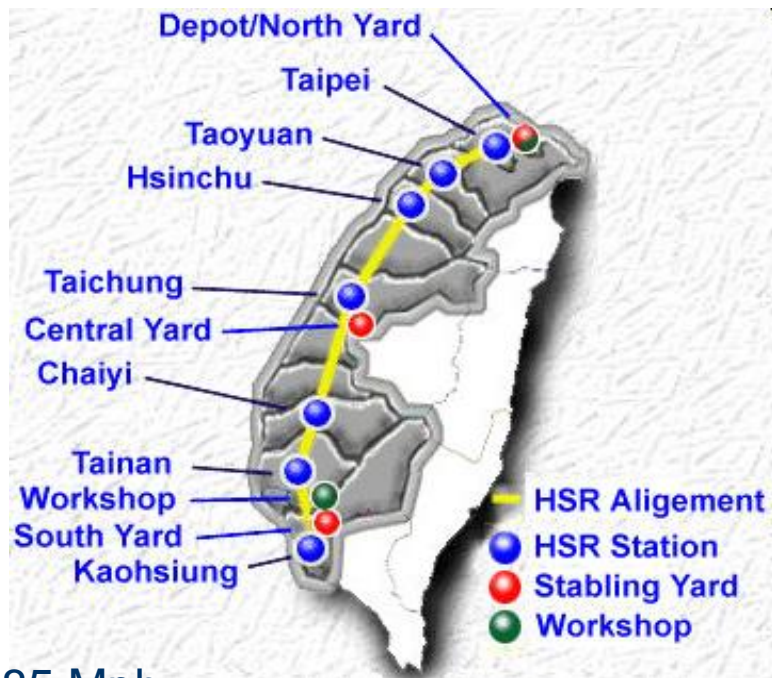 Depot/North Yard
Taipei
Taoyuan
Hsinchu
Taichung
Central Yard
Chaiyi
Tainan
Workshop
South Yard
Kaohsiung
HSR Aligement
HSR Station
Stabling Yard
Workshop